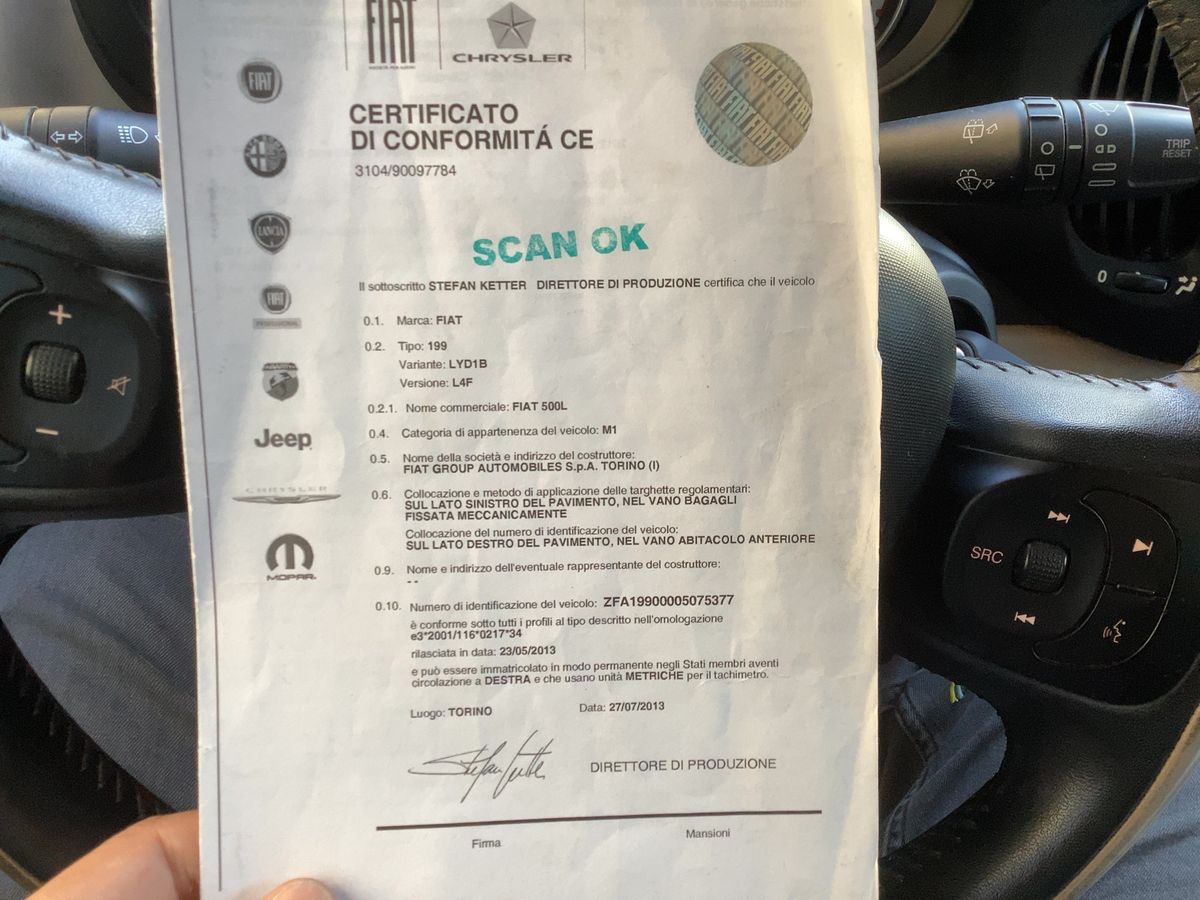 FIAT
CHRYSLER
FIAT
CERTIFICATO
DI CONFORMITÁ CE
3104/90097784
LANCIA
FIAT
PROFESSIONAL
SCAN OK
Il sottoscritto STEFAN KETTER DIRETTORE DI PRODUZIONE certifica che il veicolo
0.1. Marca: FIAT
0.2. Tipo: 199
Variante: LYD1B
Versione: L4F
0.2.1. Nome commerciale: FIAT 500L
0.4. Categoria di appartenenza del veicolo: M1
Jeep
0.5. Nome della società e indirizzo del costruttore:
FIAT GROUP AUTOMOBILES S.p.A. TORINO (I)
CHRYSLER
0.6. Collocazione e metodo di applicazione delle targhette regolamentari:
SUL LATO SINISTRO DEL PAVIMENTO, NEL VANO BAGAGLI
FISSATA MECCANICAMENTE
Collocazione del numero di identificazione del veicolo:
SUL LATO DESTRO DEL PAVIMENTO, NEL VANO ABITACOLO ANTERIORE
MOPAR
0.9. Nome e indirizzo dell'eventuale rappresentante del costruttore:
- -
0.10. Numero di identificazione del veicolo: ZFA19900005075377
è conforme sotto tutti i profili al tipo descritto nell'omologazione
e3*2001/116*0217*34
rilasciata in data: 23/05/2013
e può essere immatricolato in modo permanente negli Stati membri aventi
circolazione a DESTRA e che usano unità METRICHE per il tachimetro.
Luogo: TORINO Data: 27/07/2013
Stefan Ketter
DIRETTORE DI PRODUZIONE
Firma Mansioni
TRIP
RESET
0
SRC